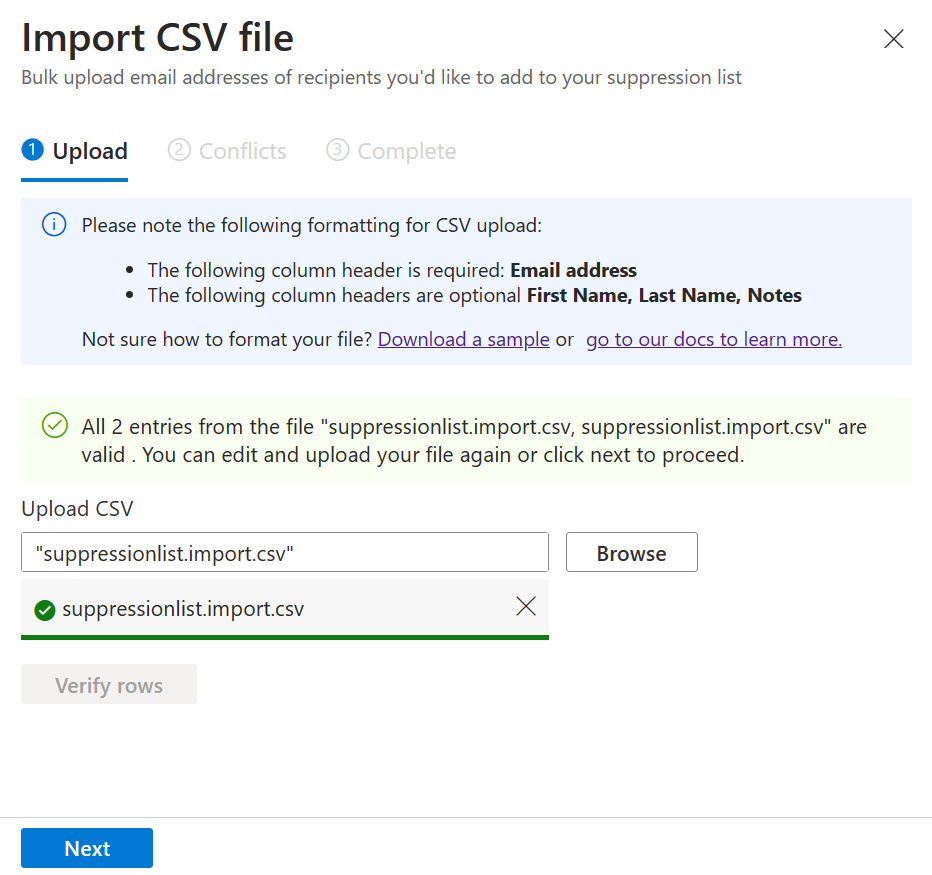 Import CSV file
Bulk upload email addresses of recipients you'd like to add to your suppression list
1 Upload 2 Conflicts 3 Complete
Please note the following formatting for CSV upload:
• The following column header is required: Email address
• The following column headers are optional First Name, Last Name, Notes
Not sure how to format your file? Download a sample or go to our docs to learn more.
All 2 entries from the file "suppressionlist.import.csv, suppressionlist.import.csv" are
valid . You can edit and upload your file again or click next to proceed.
Upload CSV
"suppressionlist.import.csv" Browse
suppressionlist.import.csv
Verify rows
Next